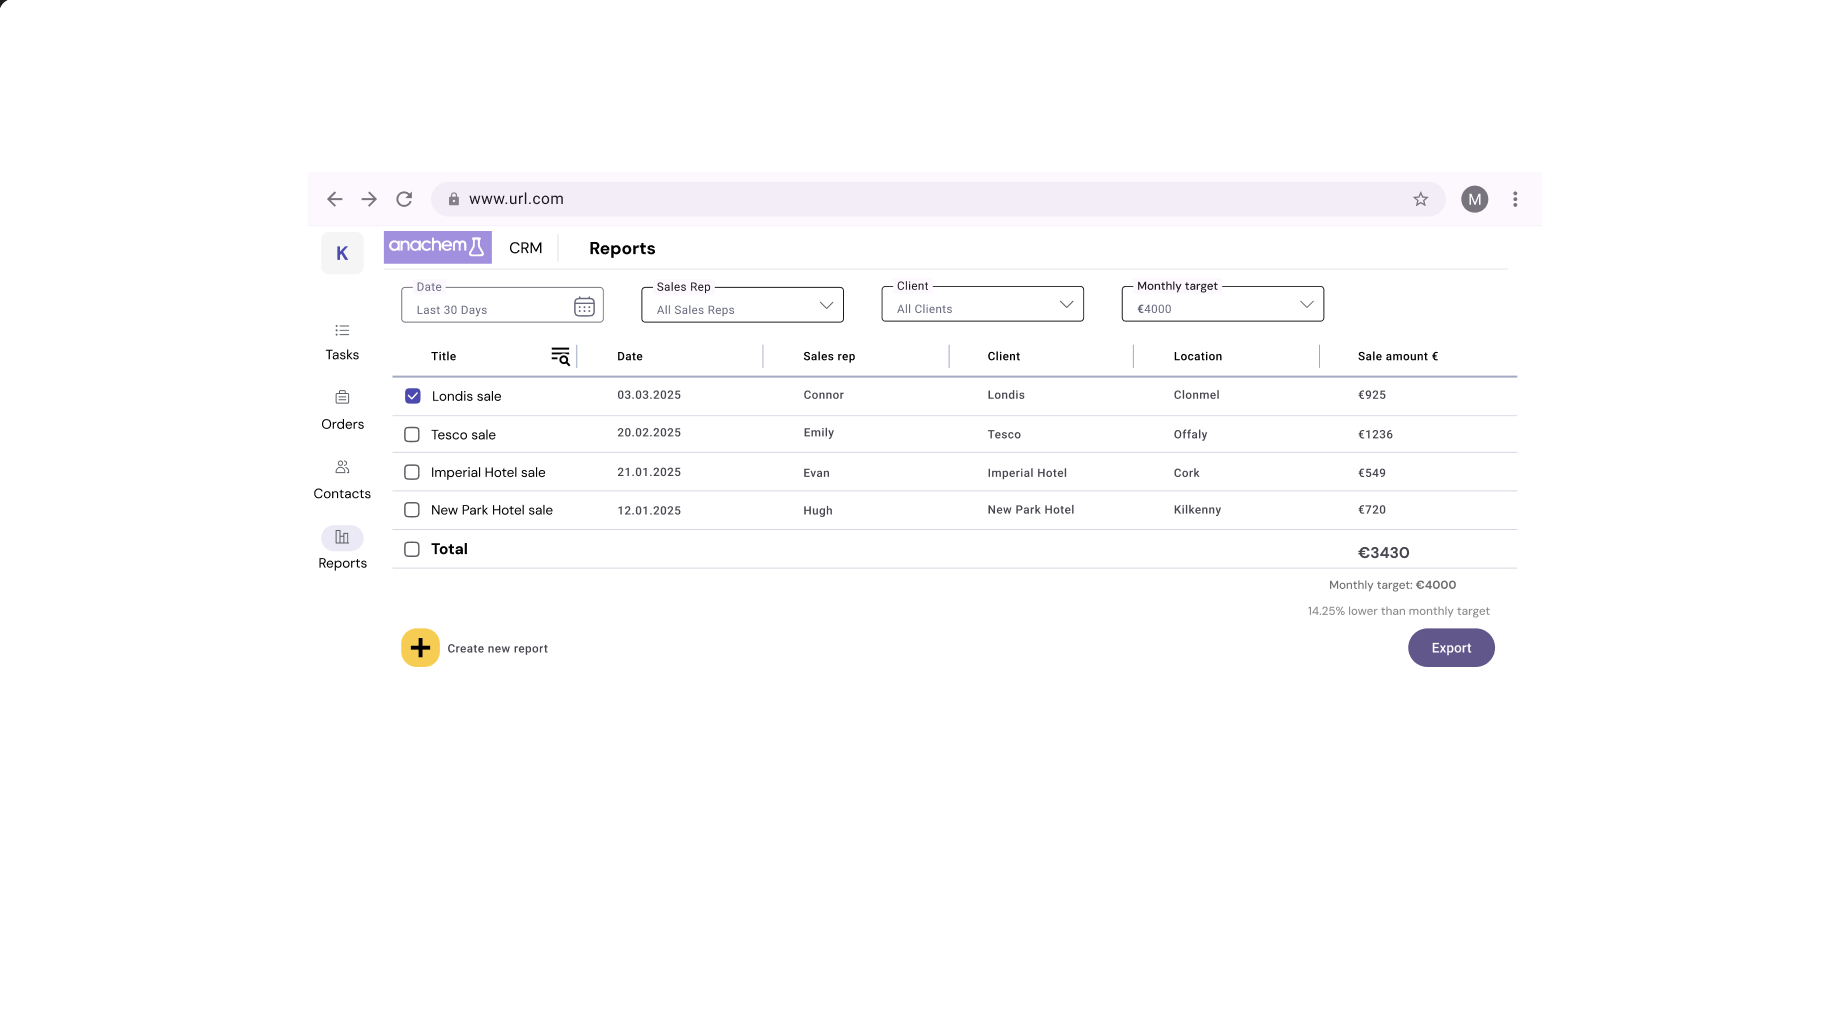 www.url.com
M
K
anachem CRM Reports
Date Sales Rep Client Monthly target
Last 30 Days All Sales Reps All Clients €4000
Tasks
Title Date Sales rep Client Location Sale amount €
Londis sale 03.03.2025 Connor Londis Clonmel €925
Orders
Tesco sale 20.02.2025 Emily Tesco Offaly €1236
Imperial Hotel sale 21.01.2025 Evan Imperial Hotel Cork €549
Contacts
New Park Hotel sale 12.01.2025 Hugh New Park Hotel Kilkenny €720
Total €3430
Reports
Monthly target: €4000
14.25% lower than monthly target
Create new report
Export